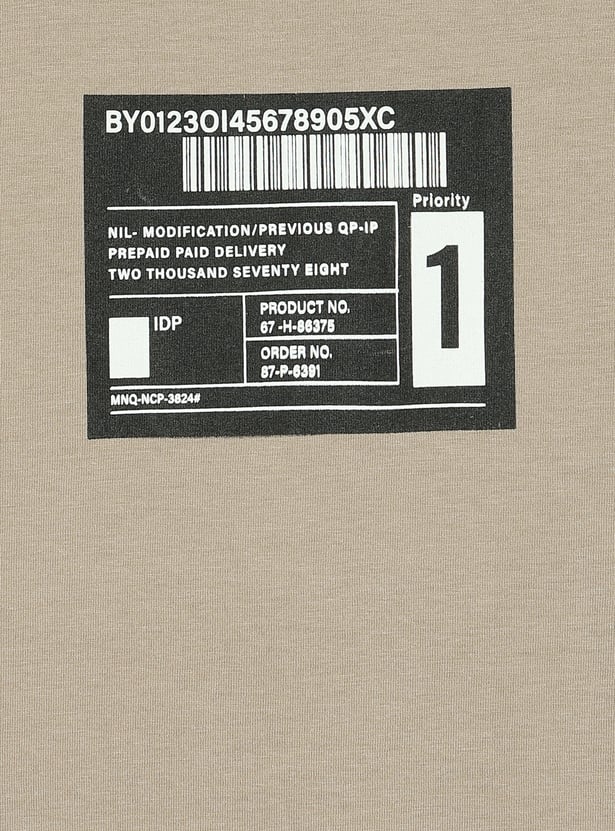 BY0123OI45678905XC
Priority
NIL- MODIFICATION/PREVIOUS QP-IP
PREPAID PAID DELIVERY
TWO THOUSAND SEVENTY EIGHT
1
IDP
PRODUCT NO.
67 -H-86375
ORDER NO.
87-P-6391
MNQ-NCP-3824#